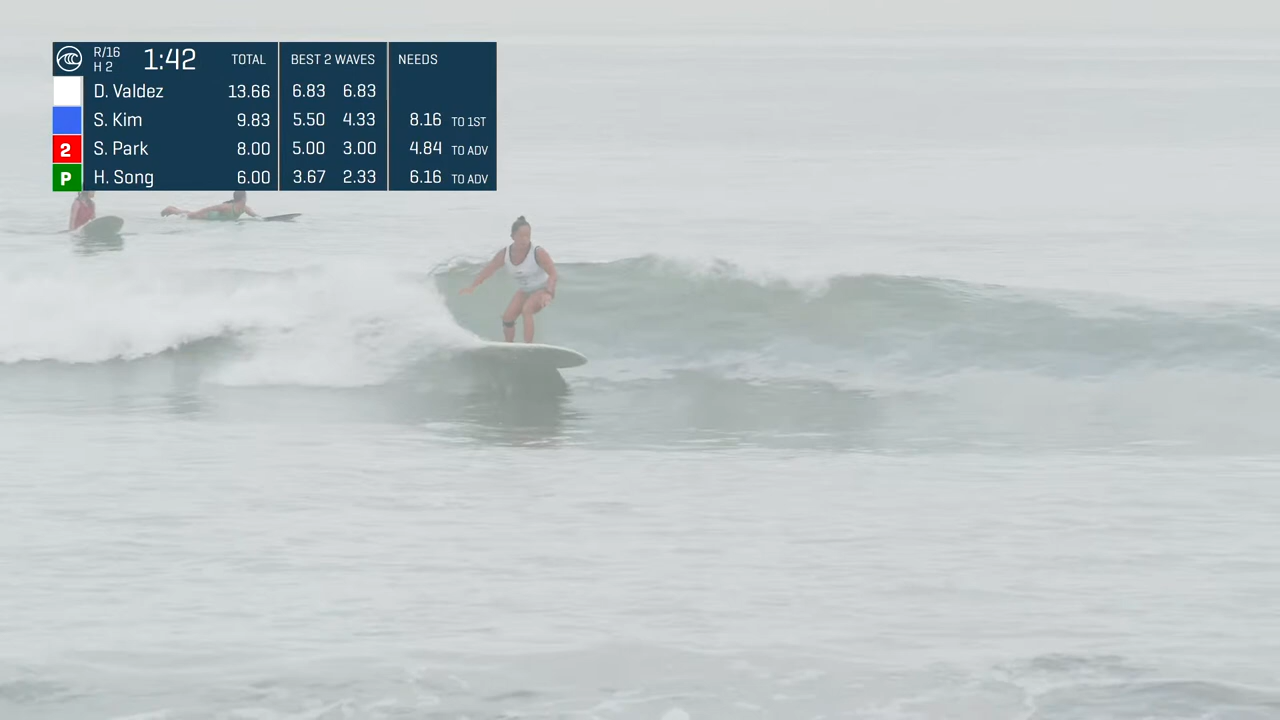 R/16 H 2 1:42 TOTAL BEST 2 WAVES NEEDS
D. Valdez 13.66 6.83 6.83
S. Kim 9.83 5.50 4.33 8.16 TO 1ST
2 S. Park 8.00 5.00 3.00 4.84 TO ADV
P H. Song 6.00 3.67 2.33 6.16 TO ADV